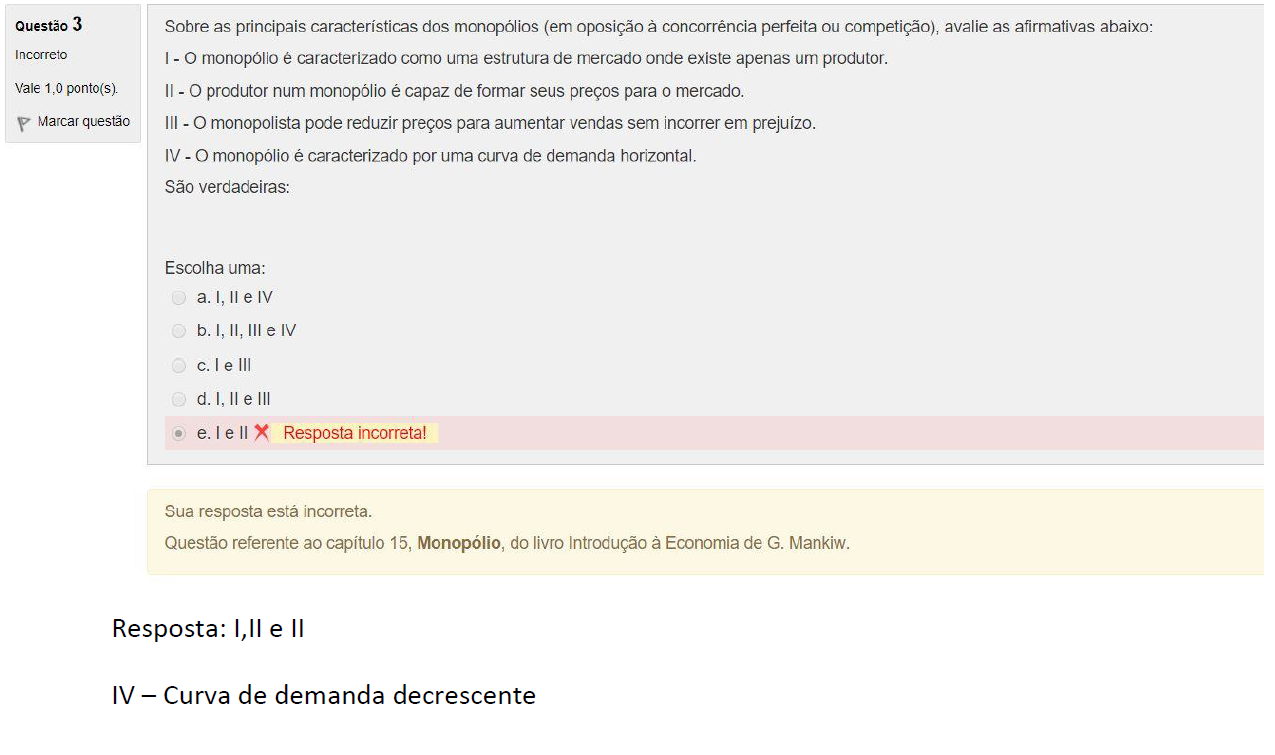 Questão 3
Incorreto
Vale 1,0 ponto(s).
Marcar questão
Sobre as principais características dos monopólios (em oposição à concorrência perfeita ou competição), avalie as afirmativas abaixo:
I - O monopólio é caracterizado como uma estrutura de mercado onde existe apenas um produtor.
II - O produtor num monopólio é capaz de formar seus preços para o mercado.
III - O monopolista pode reduzir preços para aumentar vendas sem incorrer em prejuízo.
IV - O monopólio é caracterizado por uma curva de demanda horizontal.
São verdadeiras:
Escolha uma:
a. I, II e IV
b. I, II, III e IV
c. I e III
d. I, II e III
e. I e II Resposta incorreta!
Sua resposta está incorreta.
Questão referente ao capítulo 15, Monopólio, do livro Introdução à Economia de G. Mankiw.
Resposta: I,II e II
IV – Curva de demanda decrescente